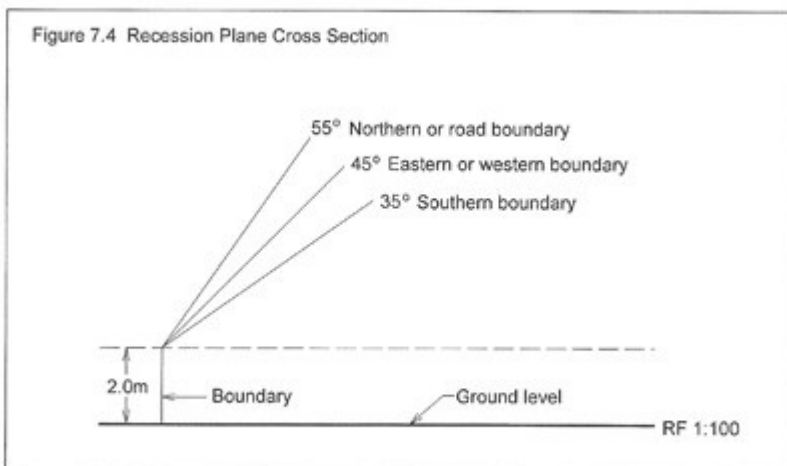 Figure 7.4 Recession Plane Cross Section
55° Northern or road boundary
45° Eastern or western boundary
35° Southern boundary
2.0m
Boundary
Ground level
RF 1:100